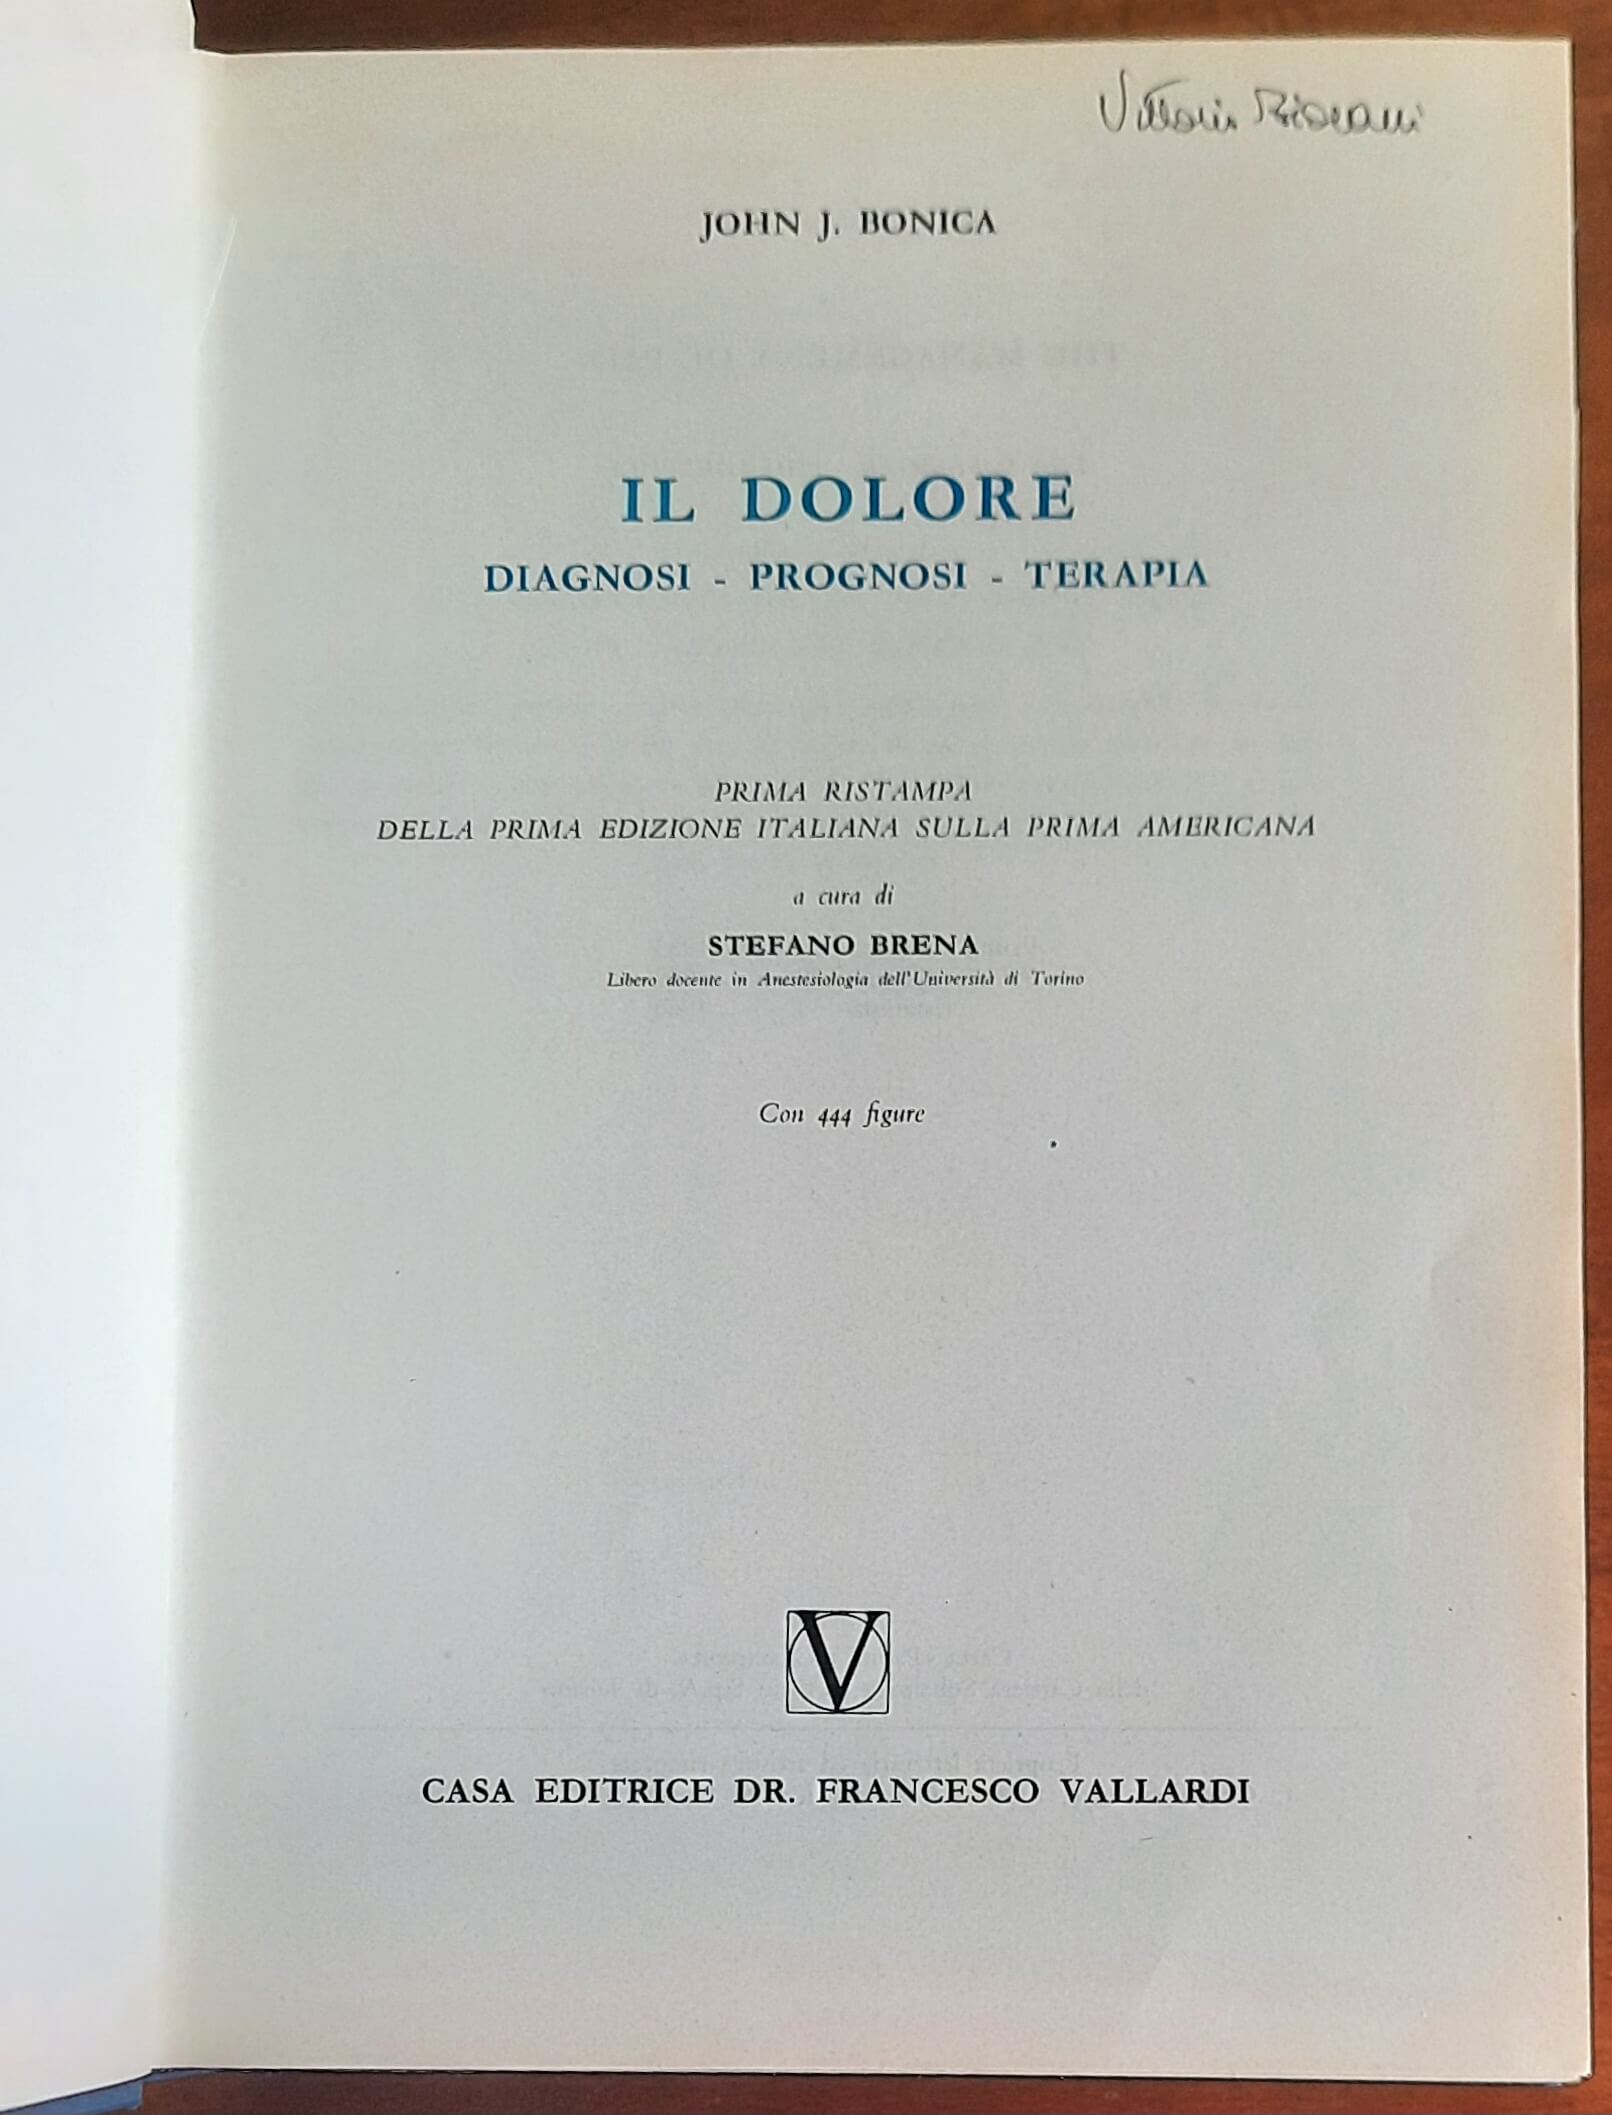 Vittorio
JOHN J. BONICA
IL DOLORE
DIAGNOSI - PROGNOSI - TERAPIA
PRIMA RISTAMPA
DELLA PRIMA EDIZIONE ITALIANA SULLA PRIMA AMERICANA
a cura di
STEFANO BRENA
Libero docente in Anestesiologia dell'Università di Torino
Con 444 figure
V
CASA EDITRICE DR. FRANCESCO VALLARDI